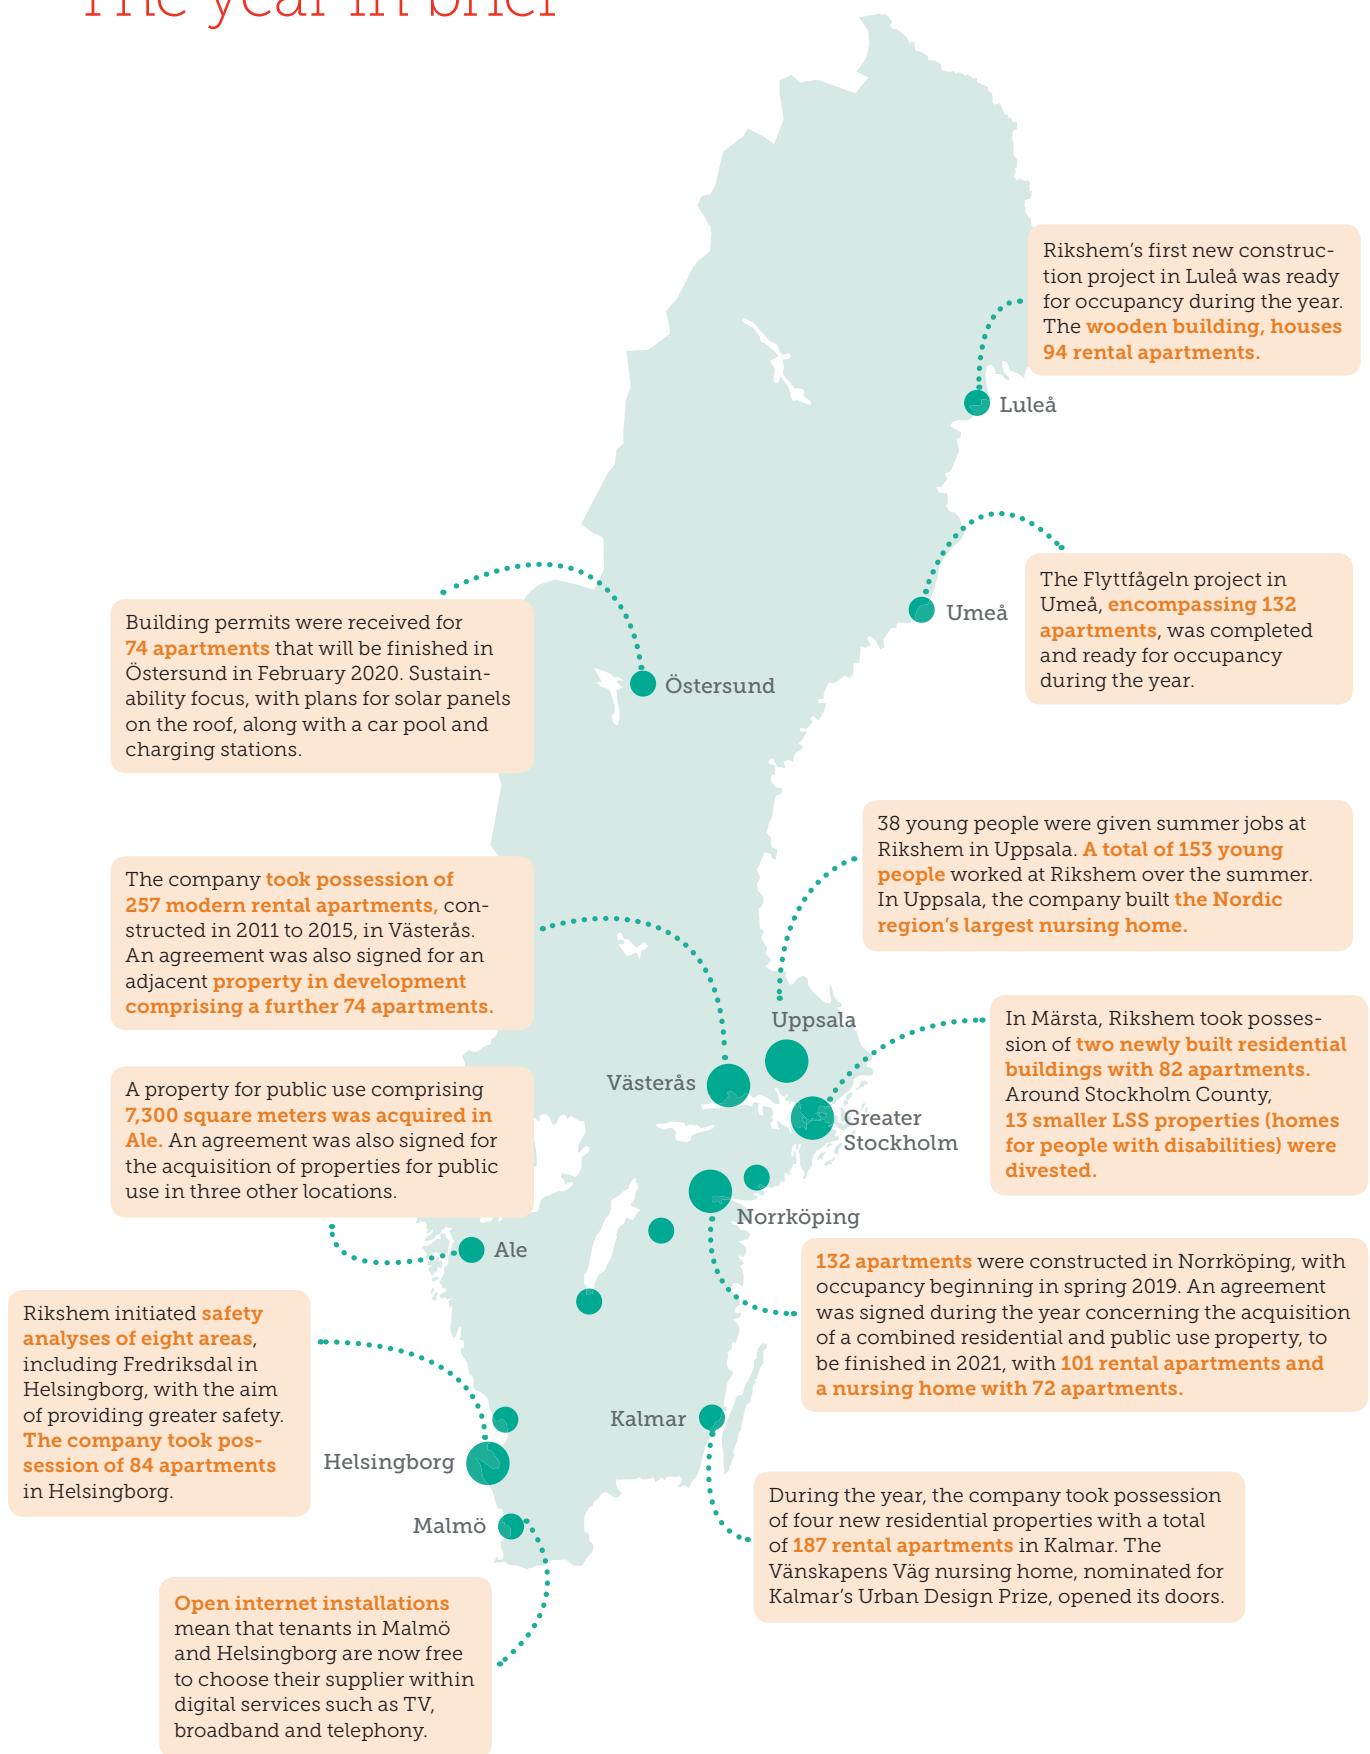 The year in brief
Rikshem's first new construc-
tion project in Luleå was ready
for occupancy during the year.
The wooden building, houses
94 rental apartments.
Luleå
The Flyttfågeln project in
Umeå, encompassing 132
apartments, was completed
and ready for occupancy
during the year.
Umeå
Building permits were received for
74 apartments that will be finished in
Östersund in February 2020. Sustain-
ability focus, with plans for solar panels
on the roof, along with a car pool and
charging stations.
Östersund
38 young people were given summer jobs at
Rikshem in Uppsala. A total of 153 young
people worked at Rikshem over the summer.
In Uppsala, the company built the Nordic
region's largest nursing home.
The company took possession of
257 modern rental apartments, con-
structed in 2011 to 2015, in Västerås.
An agreement was also signed for an
adjacent property in development
comprising a further 74 apartments.
Uppsala
In Märsta, Rikshem took posses-
sion of two newly built residential
buildings with 82 apartments.
Around Stockholm County,
13 smaller LSS properties (homes
for people with disabilities) were
divested.
Västerås
Greater
Stockholm
A property for public use comprising
7,300 square meters was acquired in
Ale. An agreement was also signed for
the acquisition of properties for public
use in three other locations.
Norrköping
Ale
132 apartments were constructed in Norrköping, with
occupancy beginning in spring 2019. An agreement
was signed during the year concerning the acquisition
of a combined residential and public use property, to
be finished in 2021, with 101 rental apartments and
a nursing home with 72 apartments.
Rikshem initiated safety
analyses of eight areas,
including Fredriksdal in
Helsingborg, with the aim
of providing greater safety.
The company took pos-
session of 84 apartments
in Helsingborg.
Kalmar
Helsingborg
Malmö
During the year, the company took possession
of four new residential properties with a total
of 187 rental apartments in Kalmar. The
Vänskapens Väg nursing home, nominated for
Kalmar's Urban Design Prize, opened its doors.
Open internet installations
mean that tenants in Malmö
and Helsingborg are now free
to choose their supplier within
digital services such as TV,
broadband and telephony.